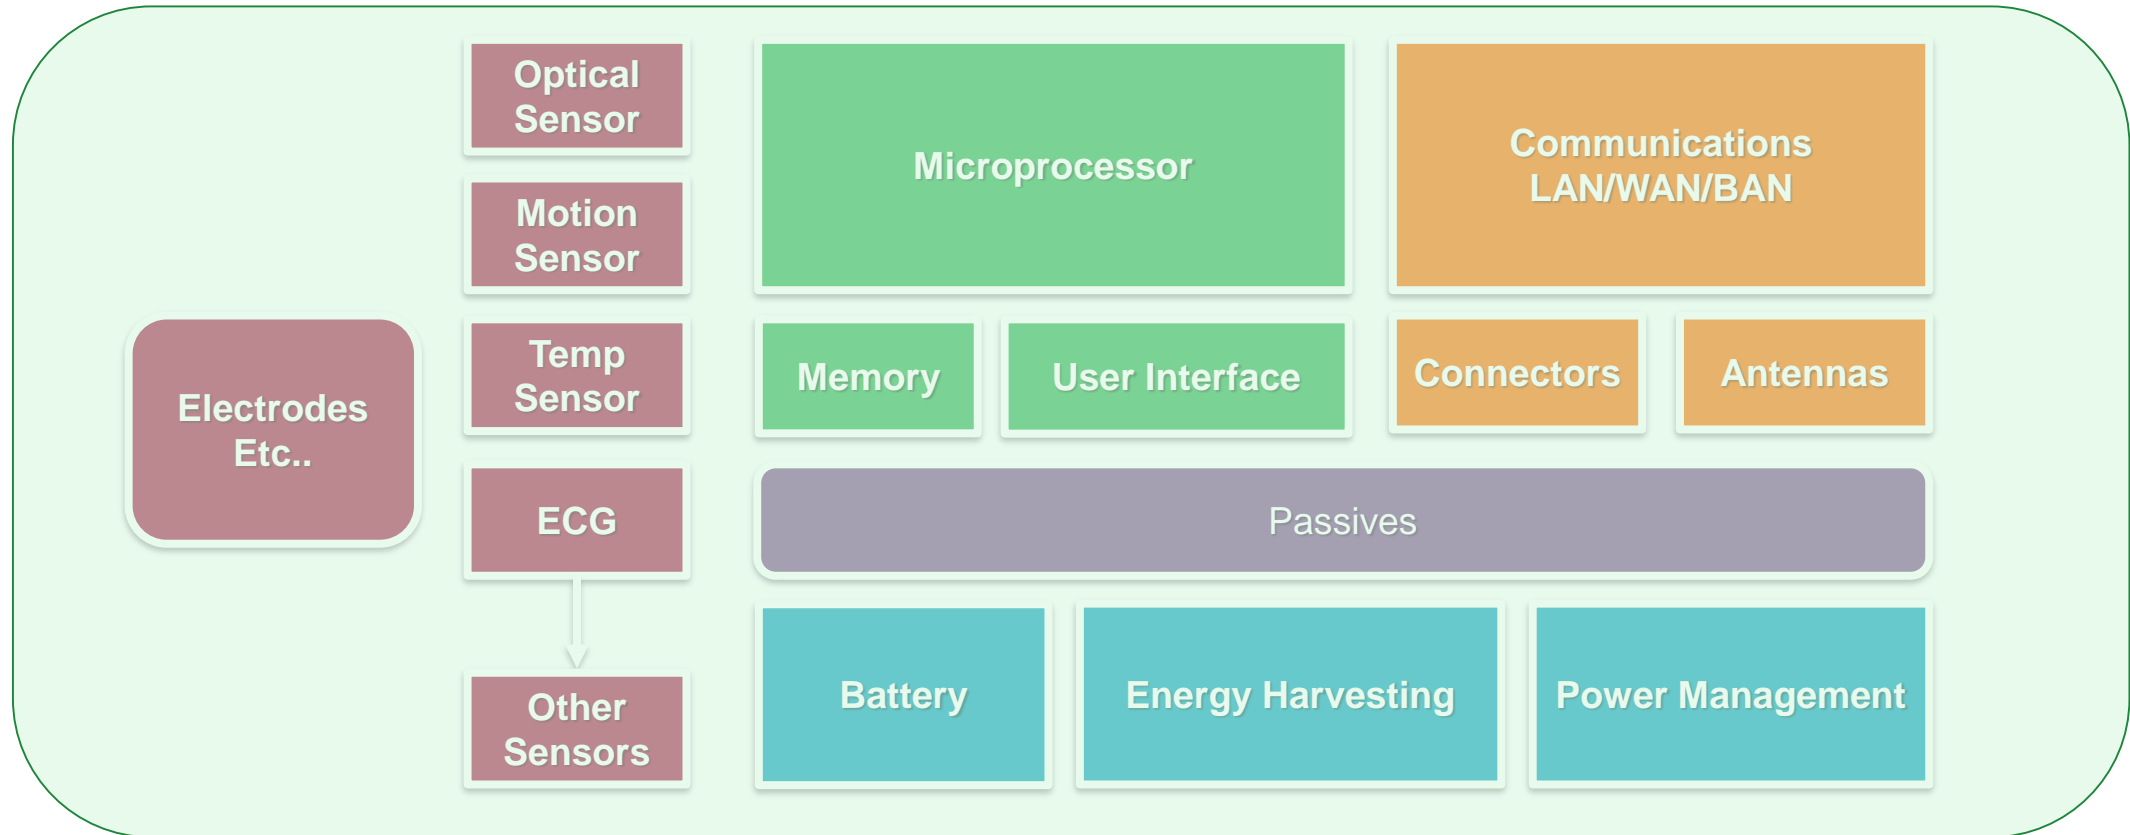 Optical
Sensor
Motion
Sensor
Temp
Sensor
ECG
Other
Sensors
Electrodes
Etc..
Microprocessor
Communications
LAN/WAN/BAN
Memory
User Interface
Connectors
Antennas
Passives
Battery
Energy Harvesting
Power Management